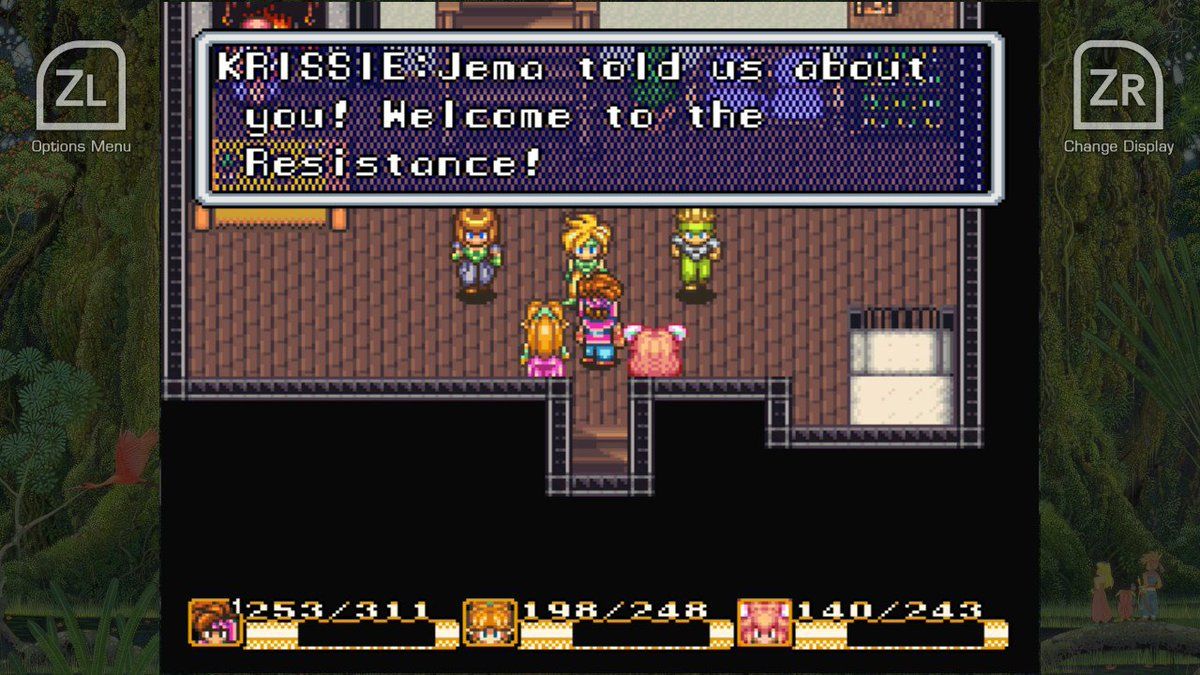 KRISSIE:Jema told us about
you! Welcome to the
Resistance!
ZL
Options Menu
ZR
Change Display
1 253/311 198/248 140/243